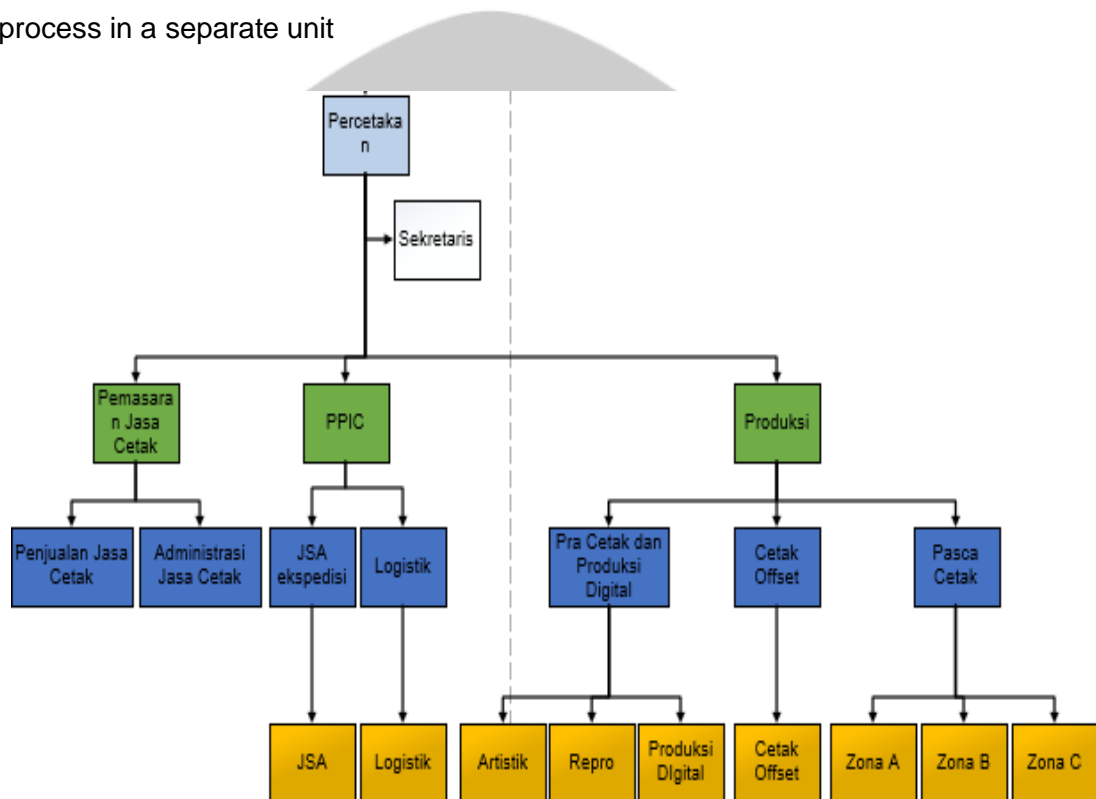 process in a separate unit
Percetaka
n
Sekretaris
Pemasara
n Jasa
Cetak
PPIC
Produksi
Penjualan Jasa
Cetak
Administrasi
Jasa Cetak
JSA
ekspedisi
Logistik
Pra Cetak dan
Produksi
Digital
Cetak
Offset
Pasca
Cetak
JSA
Logistik
Artistik
Repro
Produksi
DIgital
Cetak
Offset
Zona A
Zona B
Zona C